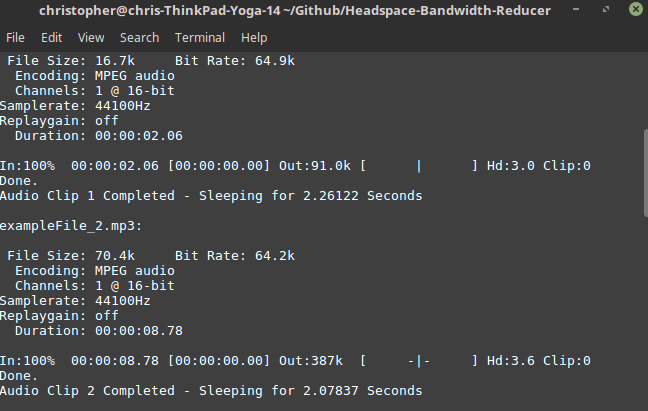 christopher@chris-ThinkPad-Yoga-14 ~/Github/Headspace-Bandwidth-Reducer
File Edit View Search Terminal Help
File Size: 16.7k     Bit Rate: 64.9k
Encoding: MPEG audio
Channels: 1 @ 16-bit
Samplerate: 44100Hz
Replaygain: off
Duration: 00:00:02.06
In:100%  00:00:02.06 [00:00:00.00] Out:91.0k [      |      ] Hd:3.0 Clip:0
Done.
Audio Clip 1 Completed - Sleeping for 2.26122 Seconds
exampleFile_2.mp3:
File Size: 70.4k     Bit Rate: 64.2k
Encoding: MPEG audio
Channels: 1 @ 16-bit
Samplerate: 44100Hz
Replaygain: off
Duration: 00:00:08.78
In:100%  00:00:08.78 [00:00:00.00] Out:387k  [     -|-     ] Hd:3.6 Clip:0
Done.
Audio Clip 2 Completed - Sleeping for 2.07837 Seconds